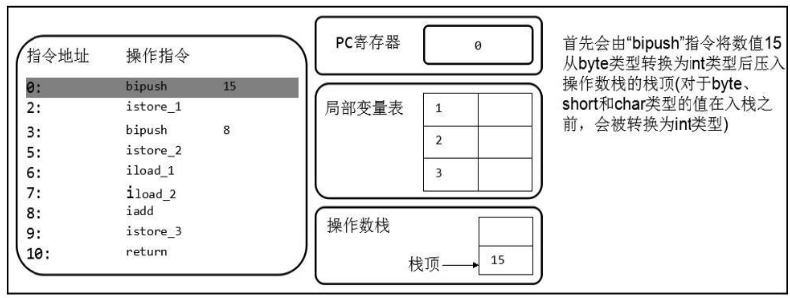 指令地址 操作指令
0: bipush 15
2: istore_1
3: bipush 8
5: istore_2
6: iload_1
7: iload_2
8: iadd
9: istore_3
10: return
PC寄存器 0
局部变量表 1
2
3
操作数栈
栈顶 15
首先会由“bipush”指令将数值15
从byte类型转换为int类型后压入
操作数栈的栈顶(对于byte、
short和char类型的值在入栈之
前，会被转换为int类型)